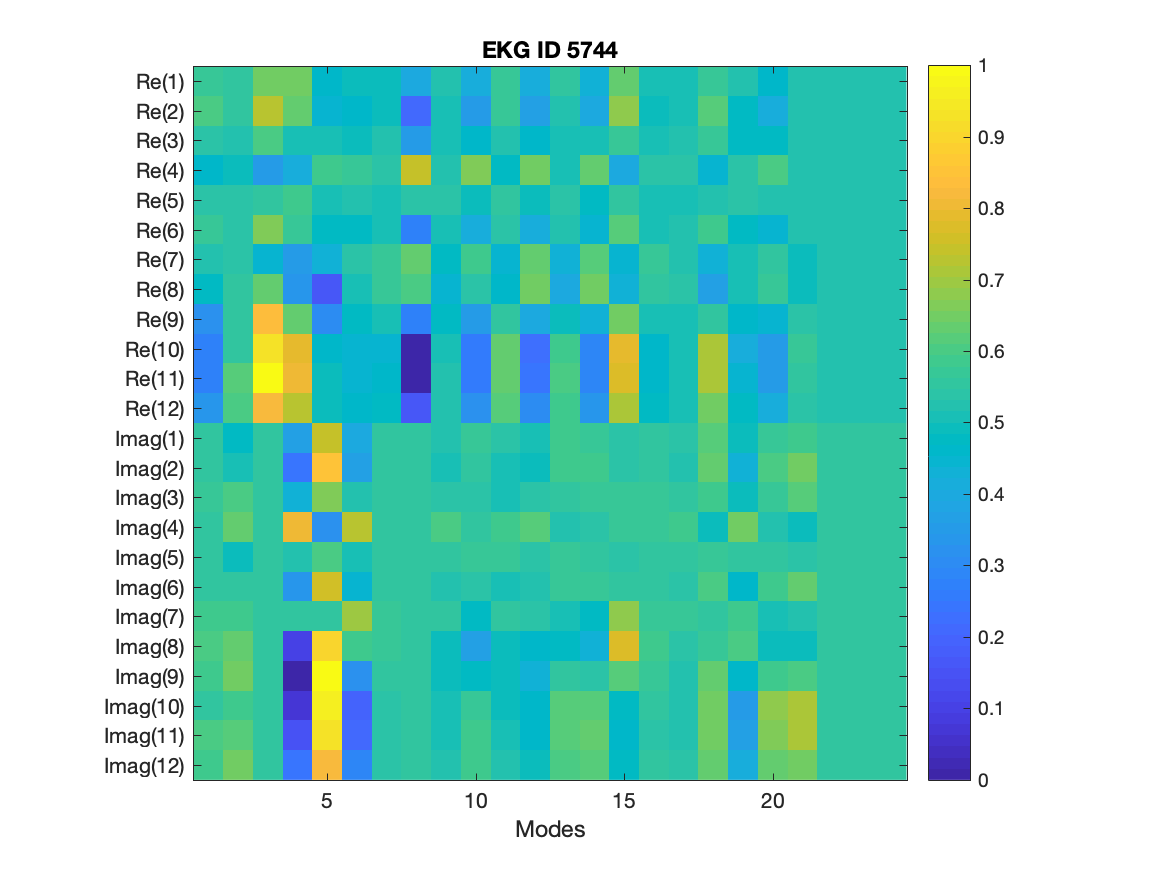 EKG ID 5744
Re(1)
Re(2)
Re(3)
Re(4)
Re(5)
Re(6)
Re(7)
Re(8)
Re(9)
Re(10)
Re(11)
Re(12)
Imag(1)
Imag(2)
Imag(3)
Imag(4)
Imag(5)
Imag(6)
Imag(7)
Imag(8)
Imag(9)
Imag(10)
Imag(11)
Imag(12)
5 10 15 20
Modes
1
0.9
0.8
0.7
0.6
0.5
0.4
0.3
0.2
0.1
0